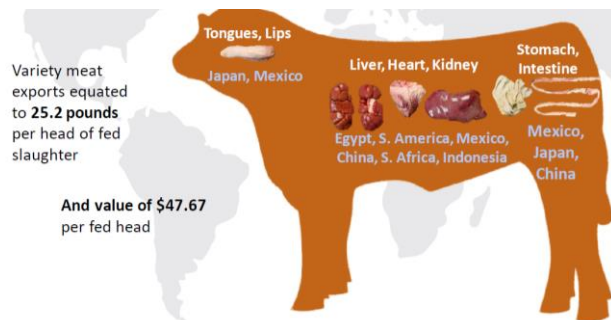 Variety meat
exports equated
to 25.2 pounds
per head of fed
slaughter
And value of $47.67
per fed head
Tongues, Lips
Japan, Mexico
Liver, Heart, Kidney
Egypt, S. America, Mexico,
China, S. Africa, Indonesia
Stomach,
Intestine
Mexico,
Japan,
China